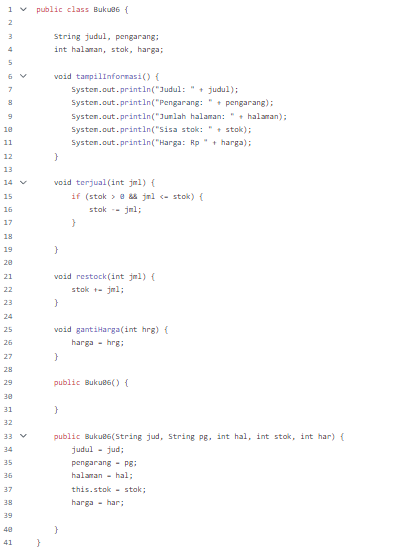 1 public class Buku06 {
2
3 String judul, pengarang;
4 int halaman, stok, harga;
5
6 void tampilInformasi() {
7 System.out.println("Judul: " + judul);
8 System.out.println("Pengarang: " + pengarang);
9 System.out.println("Jumlah halaman: " + halaman);
10 System.out.println("Sisa stok: " + stok);
11 System.out.println("Harga: Rp " + harga);
12 }
13
14 void terjual(int jml) {
15 if (stok > 0 && jml <= stok) {
16 stok -= jml;
17 }
18
19 }
20
21 void restock(int jml) {
22 stok += jml;
23 }
24
25 void gantiHarga(int hrg) {
26 harga = hrg;
27 }
28
29 public Buku06() {
30
31 }
32
33 public Buku06(String jud, String pg, int hal, int stok, int har) {
34 judul = jud;
35 pengarang = pg;
36 halaman = hal;
37 this.stok = stok;
38 harga = har;
39
40 }
41 }